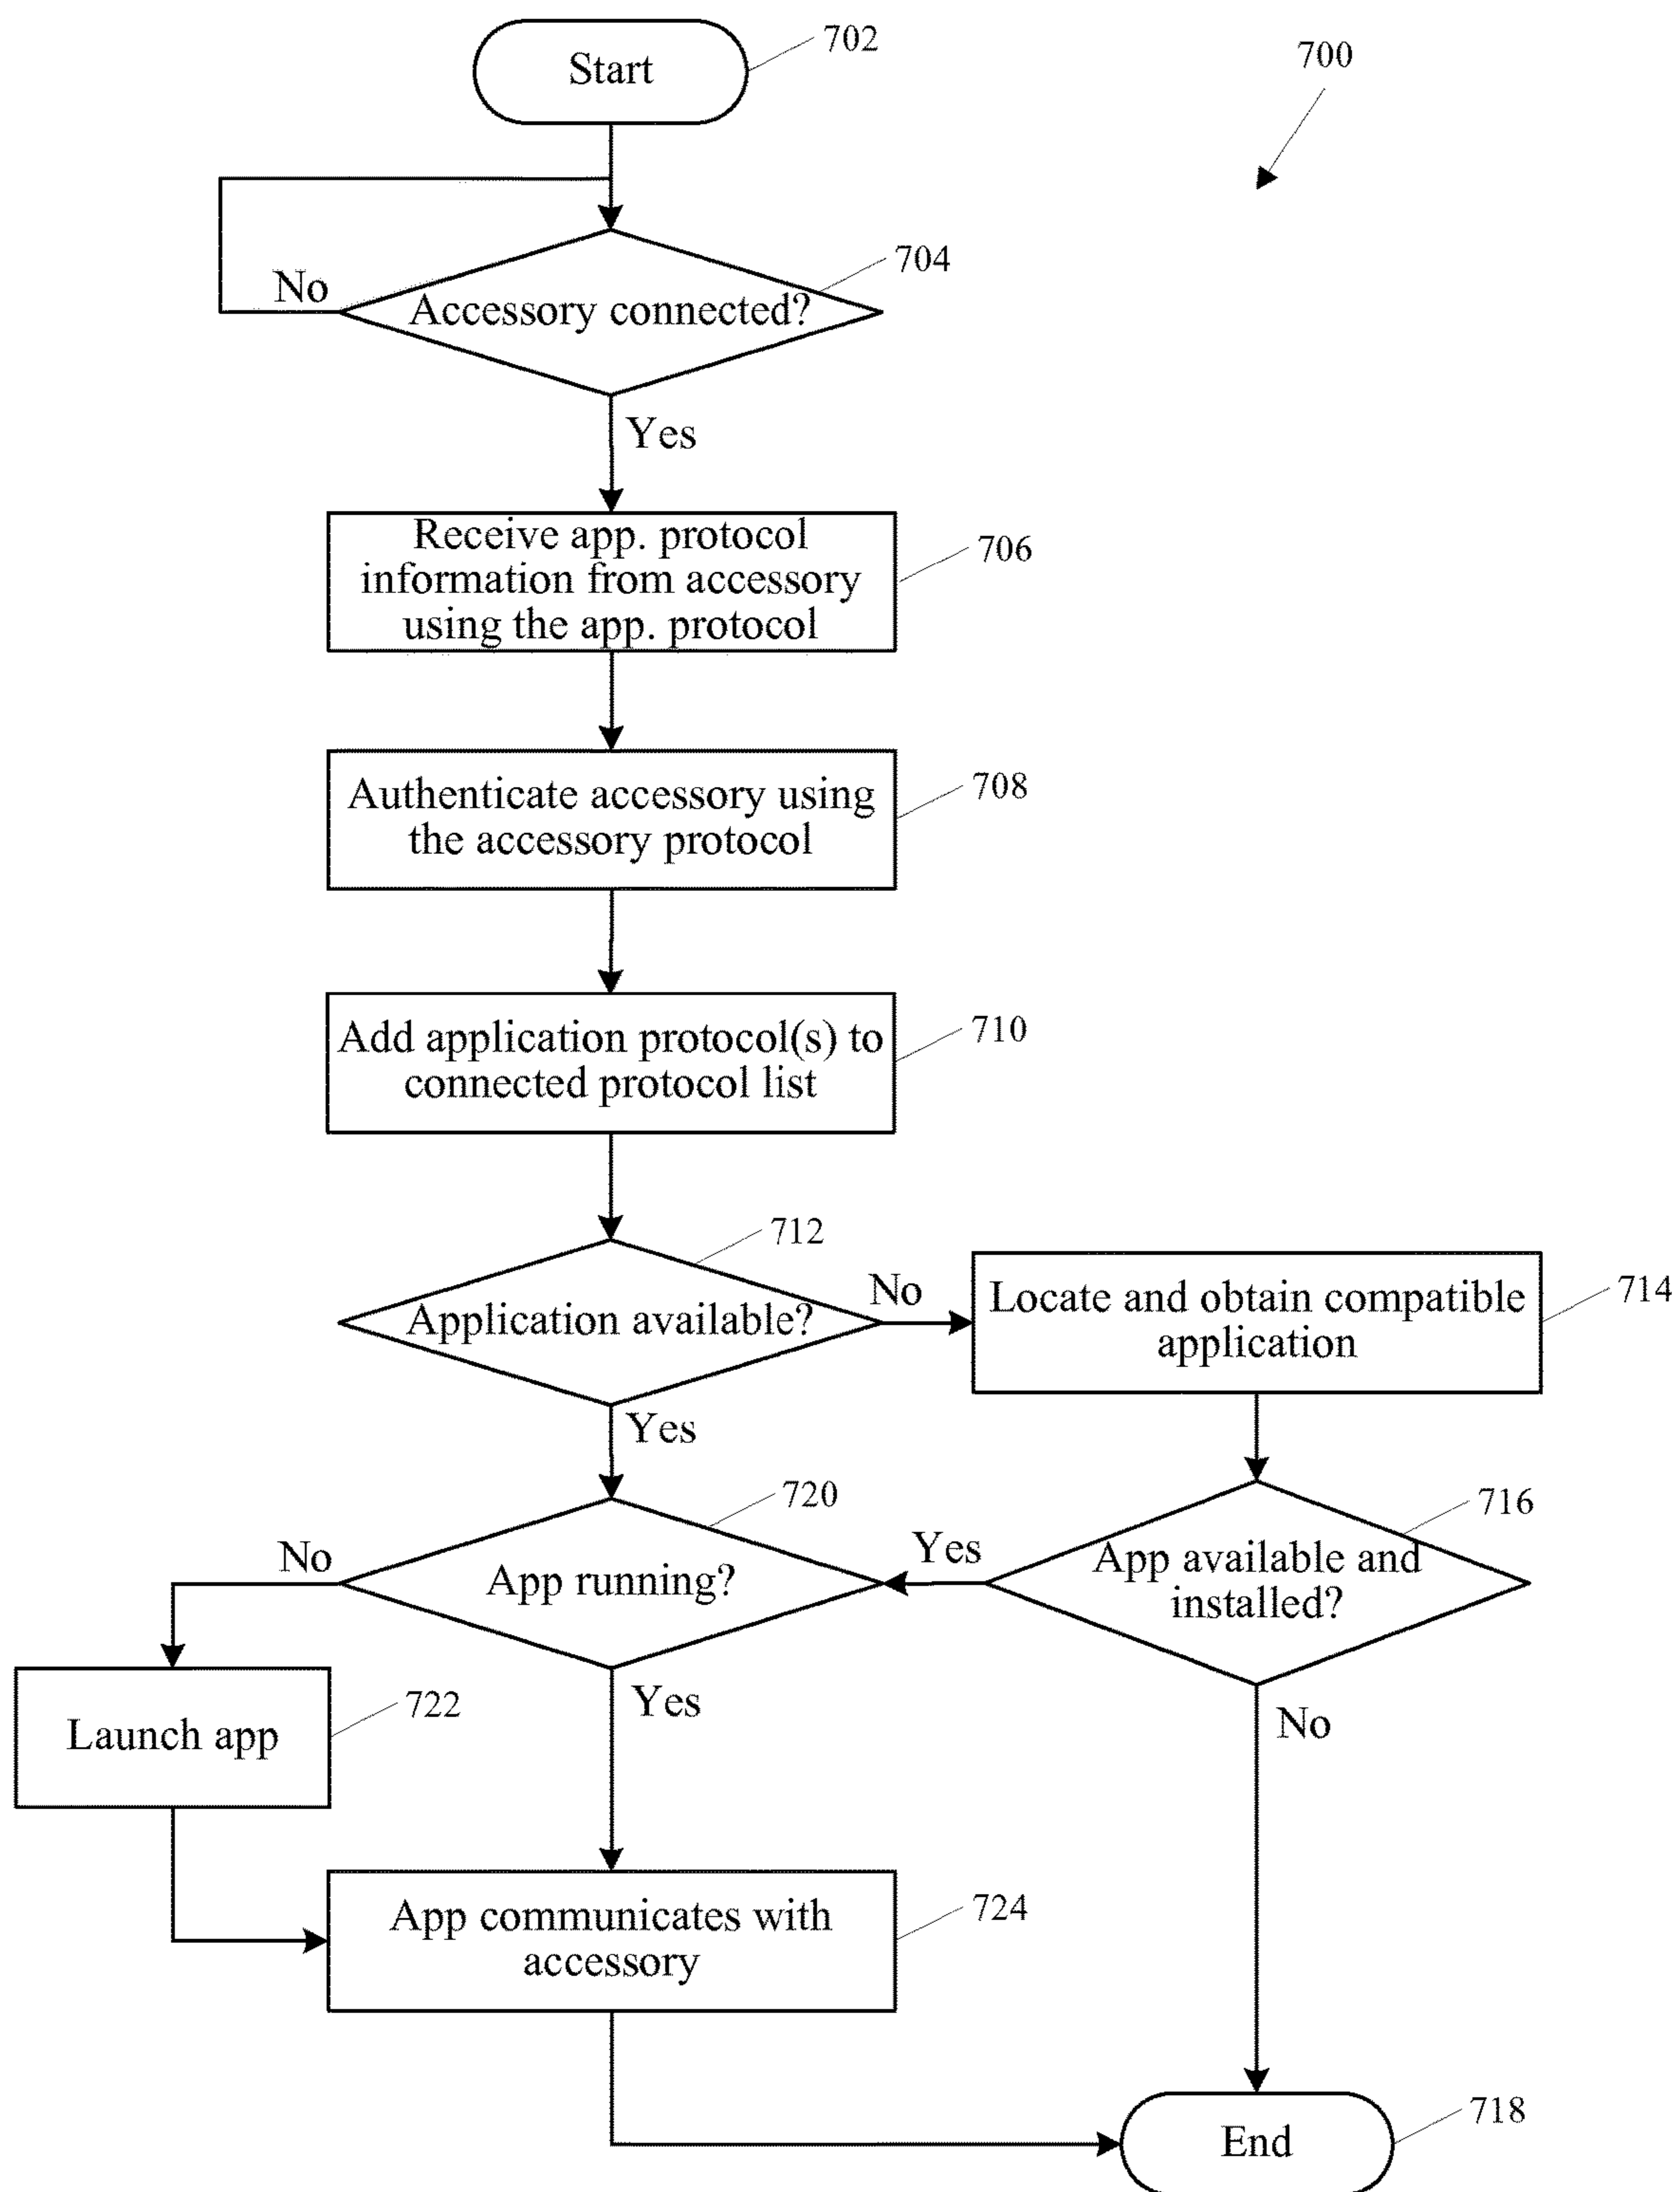 Start
702
700
No
Accessory connected?
704
Yes
Receive app. protocol
information from accessory
using the app. protocol
706
Authenticate accessory using
the accessory protocol
708
Add application protocol(s) to
connected protocol list
710
712
Application available?
No
Locate and obtain compatible
application
714
Yes
720
716
No
App running?
Yes
App available and
installed?
Launch app
722
Yes
No
App communicates with
accessory
724
End
718